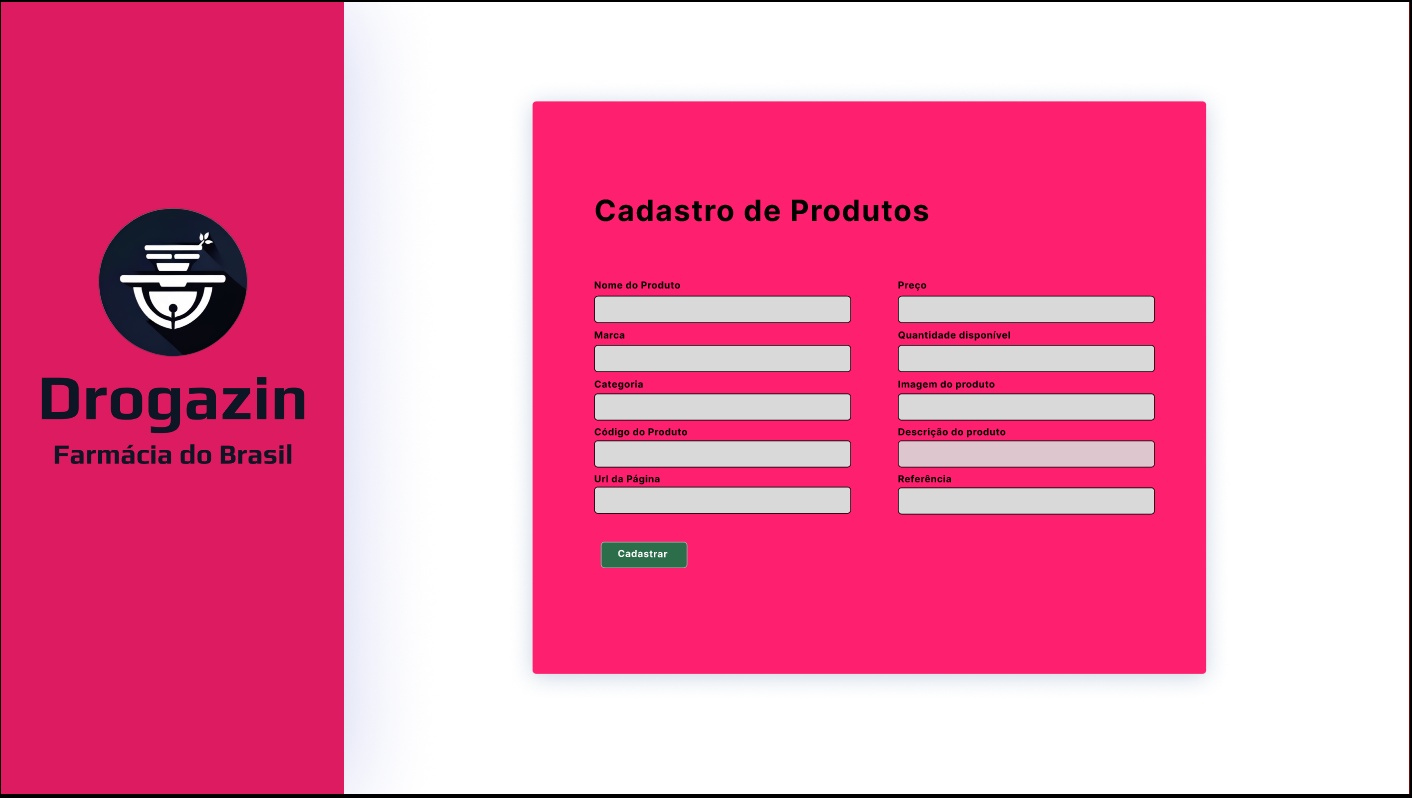 Drogazin
Farmácia do Brasil
Cadastro de Produtos
Nome do Produto
Preço
Marca
Quantidade disponível
Categoria
Imagem do produto
Código do Produto
Descrição do produto
Url da Página
Referência
Cadastrar